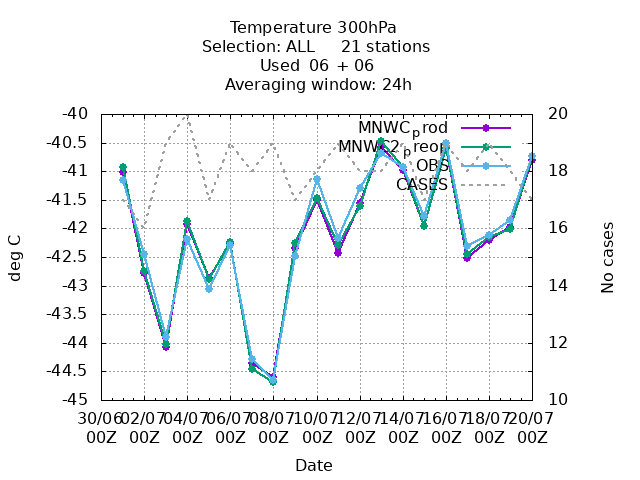 Temperature 300hPa
Selection: ALL 21 stations
Used 06 + 06
Averaging window: 24h
-40 20
MNWC_prod
-40.5
MNWC2_preop
-41 18
OBS
CASES
-41.5
-42 16
-42.5
-43 14
-43.5
-44 12
-44.5
-45 10
deg C
No cases
30/06 02/07 04/07 06/07 08/07 10/07 12/07 14/07 16/07 18/07 20/07
00Z 00Z 00Z 00Z 00Z 00Z 00Z 00Z 00Z 00Z 00Z
Date